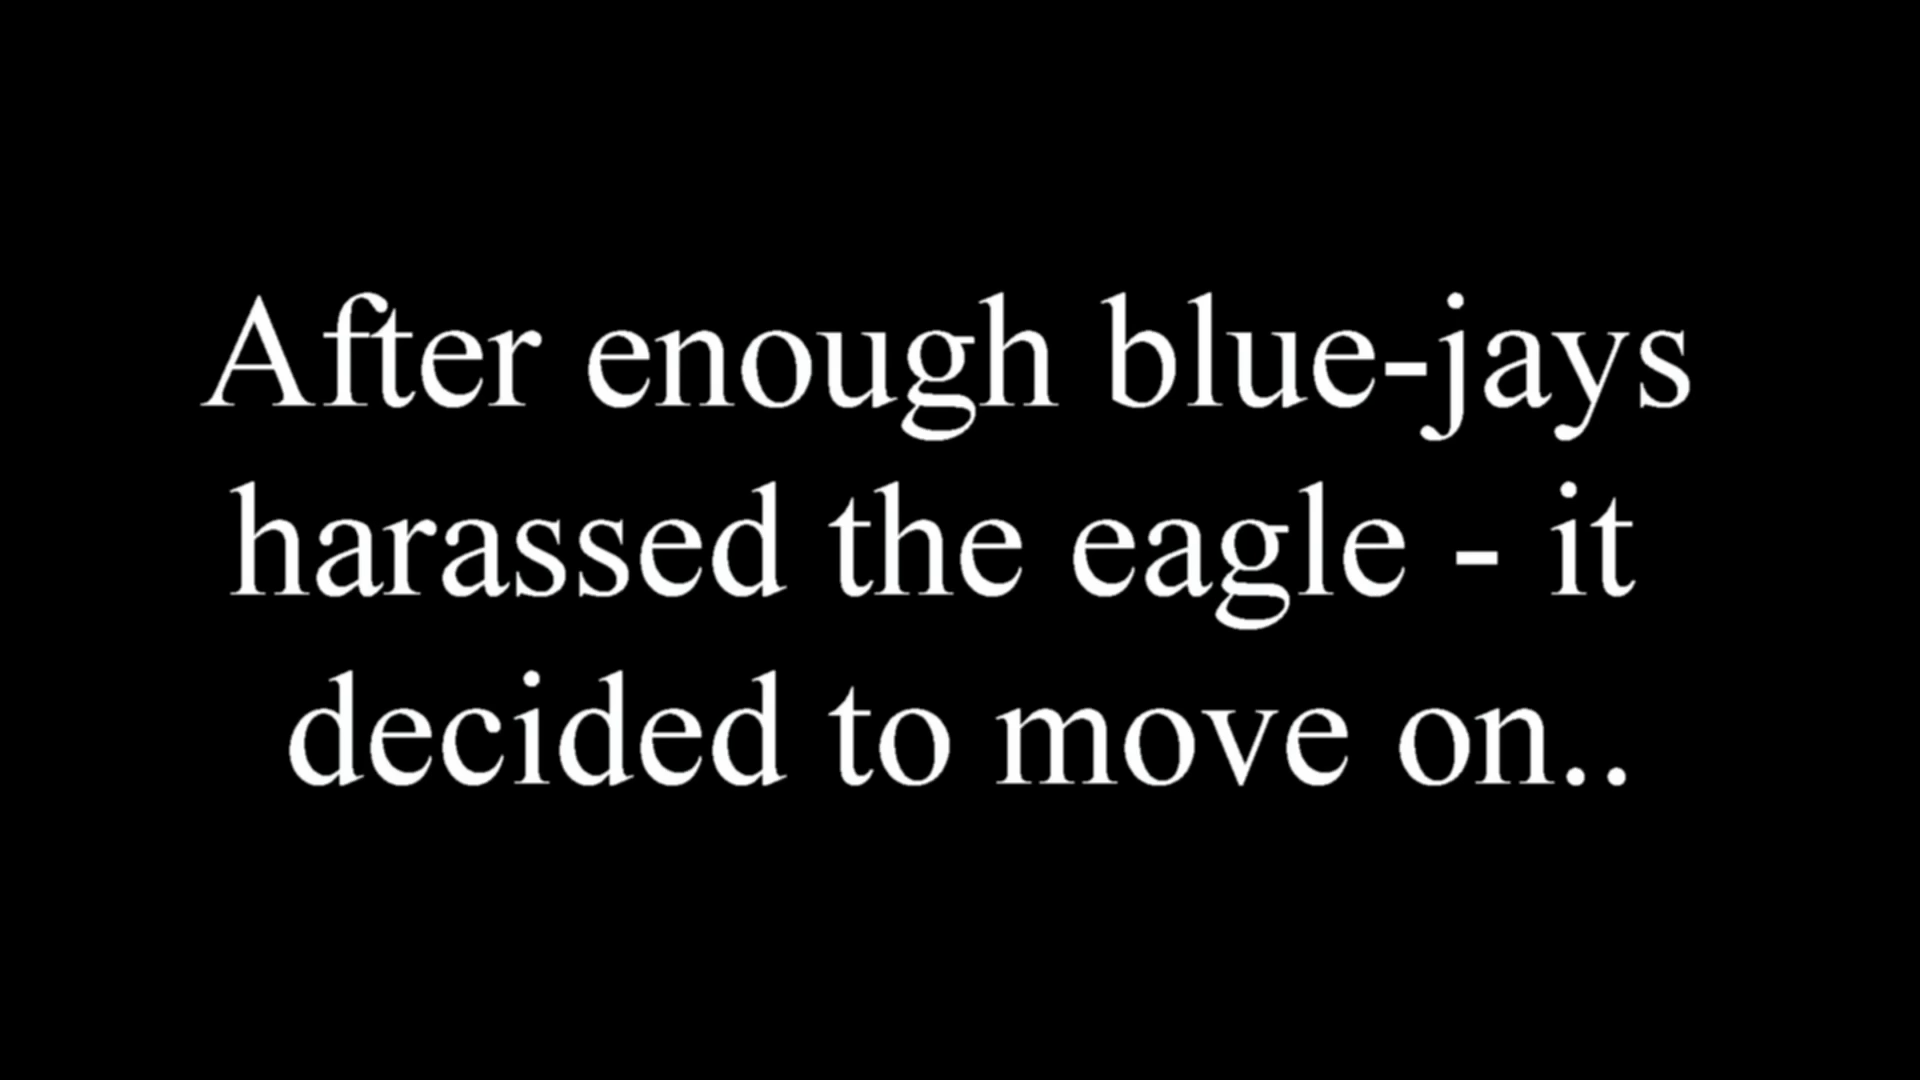 After enough blue-jays
harassed the eagle - it
decided to move on..